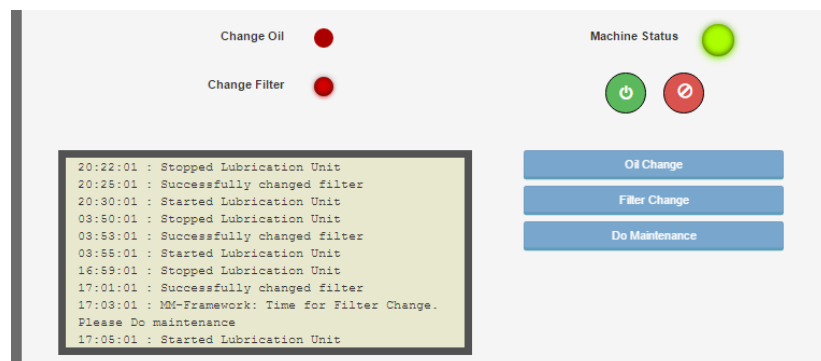 Change Oil
Machine Status
Change Filter
20:22:01 : Stopped Lubrication Unit
20:25:01 : Successfully changed filter
20:30:01 : Started Lubrication Unit
03:50:01 : Stopped Lubrication Unit
03:53:01 : Successfully changed filter
03:55:01 : Started Lubrication Unit
16:59:01 : Stopped Lubrication Unit
17:01:01 : Successfully changed filter
17:03:01 : MM-Framework: Time for Filter Change.
Please Do maintenance
17:05:01 : Started Lubrication Unit
Oil Change
Filter Change
Do Maintenance